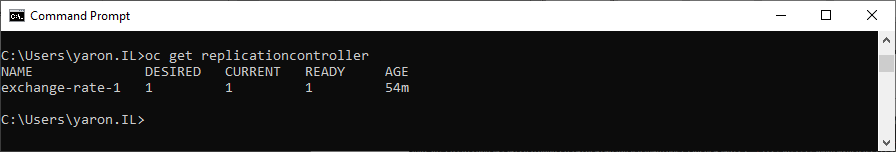 Command Prompt
C:\Users\yaron.IL>oc get replicationcontroller
NAME              DESIRED   CURRENT   READY     AGE
exchange-rate-1   1         1         1         54m
C:\Users\yaron.IL>